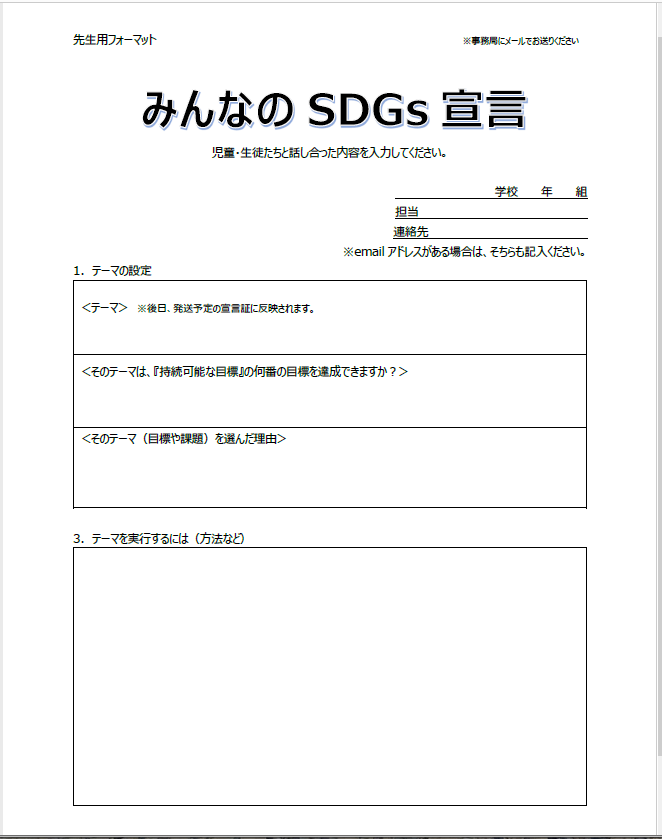 先生用フォーマット
※事務局にメールでお送りください
みんなの SDGs 宣言
児童・生徒たちと話し合った内容を入力してください。
学校 年 組
担当
連絡先
※email アドレスがある場合は、そちらも記入ください。
1. テーマの設定
＜テーマ＞ ※後日、発送予定の宣言証に反映されます。
＜そのテーマは、『持続可能な目標』の何番の目標を達成できますか？＞
＜そのテーマ（目標や課題）を選んだ理由＞
3. テーマを実行するには（方法など）